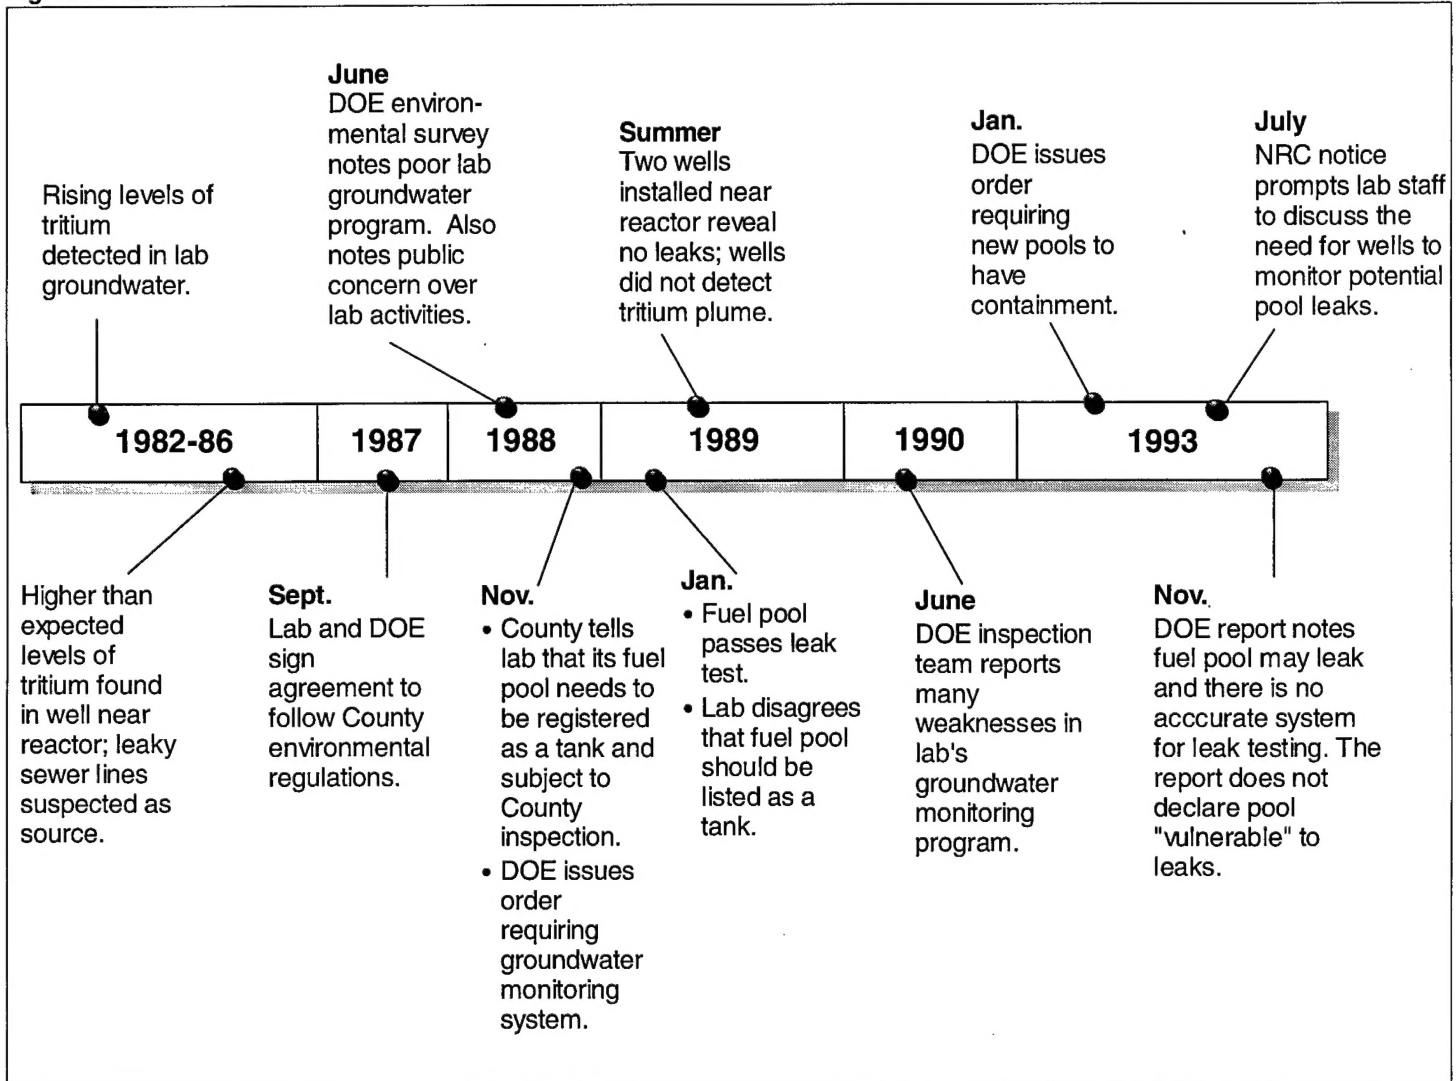 Rising levels of
tritium
detected in lab
groundwater.
June
DOE environ-
mental survey
notes poor lab
groundwater
program. Also
notes public
concern over
lab activities.
Summer
Two wells
installed near
reactor reveal
no leaks; wells
did not detect
tritium plume.
Jan.
DOE issues
order
requiring
new pools to
have
containment.
July
NRC notice
prompts lab staff
to discuss the
need for wells to
monitor potential
pool leaks.
1982-86
1987
1988
1989
1990
1993
Higher than
expected
levels of
tritium found
in well near
reactor; leaky
sewer lines
suspected as
source.
Sept.
Lab and DOE
sign
agreement to
follow County
environmental
regulations.
Nov.
• County tells
lab that its fuel
pool needs to
be registered
as a tank and
subject to
County
inspection.
• DOE issues
order
requiring
groundwater
monitoring
system.
Jan.
• Fuel pool
passes leak
test.
• Lab disagrees
that fuel pool
should be
listed as a
tank.
June
DOE inspection
team reports
many
weaknesses in
lab's
groundwater
monitoring
program.
Nov.
DOE report notes
fuel pool may leak
and there is no
acccurate system
for leak testing. The
report does not
declare pool
"vulnerable" to
leaks.